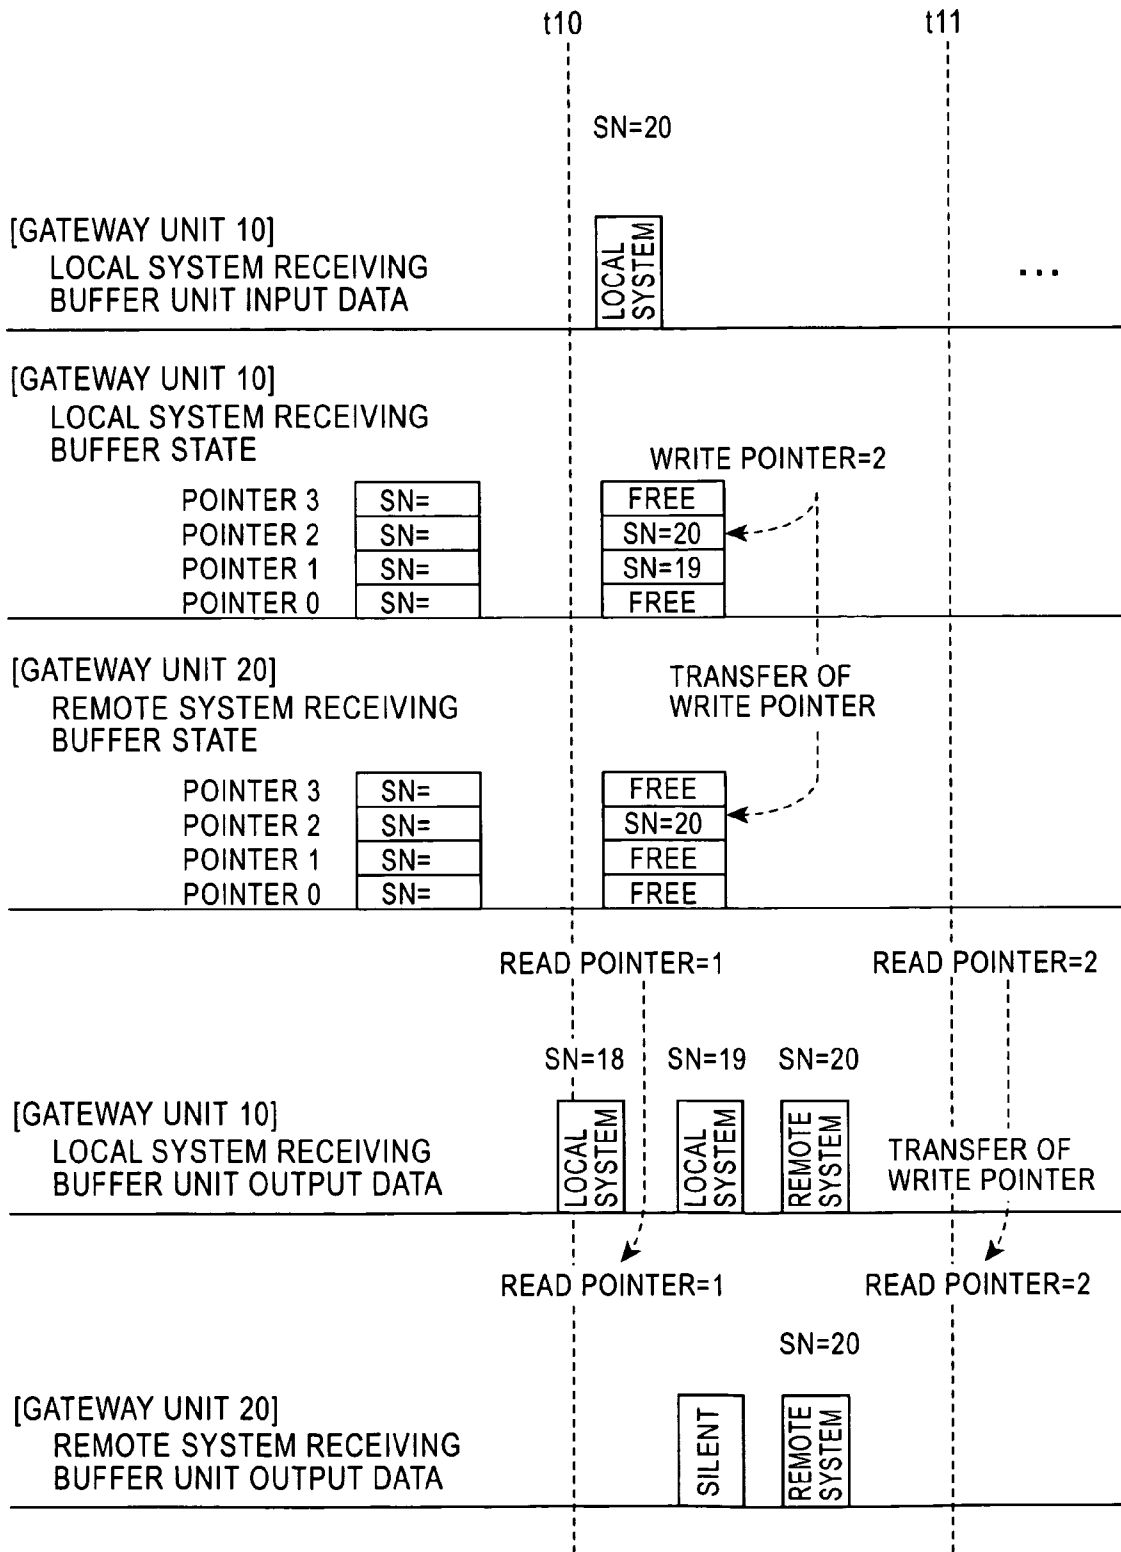 t10
t11
SN=20
[GATEWAY UNIT 10]
LOCAL SYSTEM RECEIVING
BUFFER UNIT INPUT DATA
LOCAL
SYSTEM
...
[GATEWAY UNIT 10]
LOCAL SYSTEM RECEIVING
BUFFER STATE
WRITE POINTER=2
POINTER 3 SN= FREE
POINTER 2 SN= SN=20
POINTER 1 SN= SN=19
POINTER 0 SN= FREE
[GATEWAY UNIT 20]
REMOTE SYSTEM RECEIVING
BUFFER STATE
TRANSFER OF
WRITE POINTER
POINTER 3 SN= FREE
POINTER 2 SN= SN=20
POINTER 1 SN= FREE
POINTER 0 SN= FREE
READ POINTER=1
READ POINTER=2
SN=18 SN=19 SN=20
[GATEWAY UNIT 10]
LOCAL SYSTEM RECEIVING
BUFFER UNIT OUTPUT DATA
LOCAL
SYSTEM
LOCAL
SYSTEM
REMOTE
SYSTEM
TRANSFER OF
WRITE POINTER
READ POINTER=1
READ POINTER=2
SN=20
[GATEWAY UNIT 20]
REMOTE SYSTEM RECEIVING
BUFFER UNIT OUTPUT DATA
SILENT
REMOTE
SYSTEM